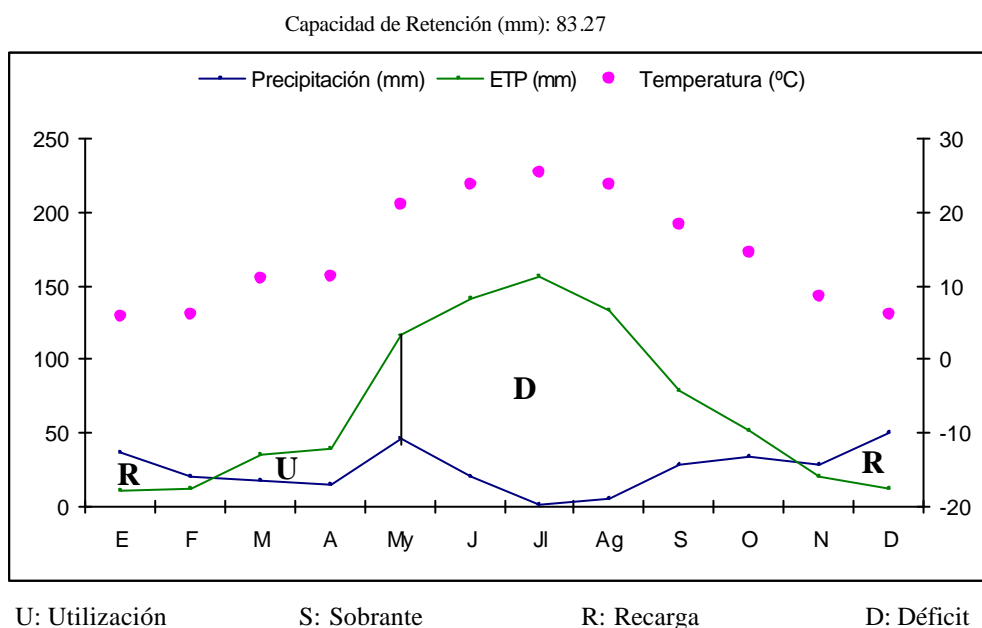 Capacidad de Retención (mm): 83.27
Precipitación (mm) ETP (mm) Temperatura (ºC)
250 30
200 20
150 10
100 0
D
50 -10
R U R
0 -20
E F M A My J Jl Ag S O N D
U: Utilización S: Sobrante R: Recarga D: Déficit